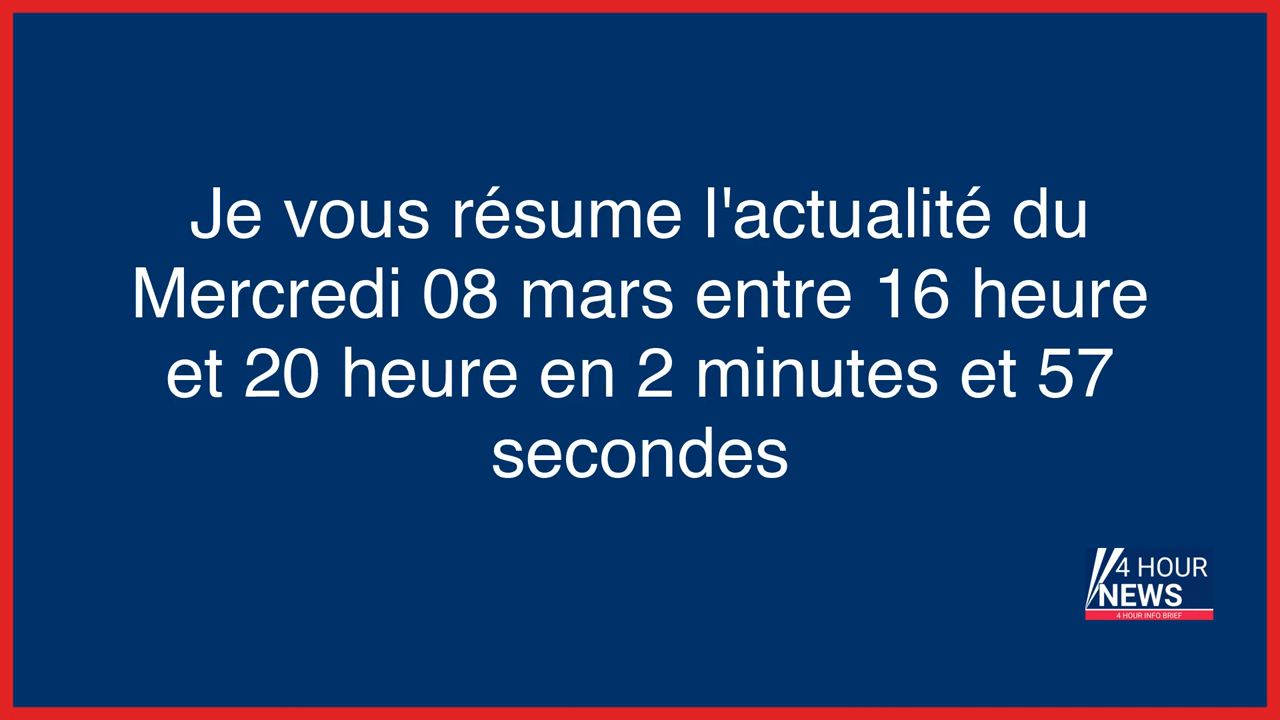 Je vous résume l'actualité du
Mercredi 08 mars entre 16 heure
et 20 heure en 2 minutes et 57
secondes
4 HOUR
NEWS
4 HOUR INFO BRIEF